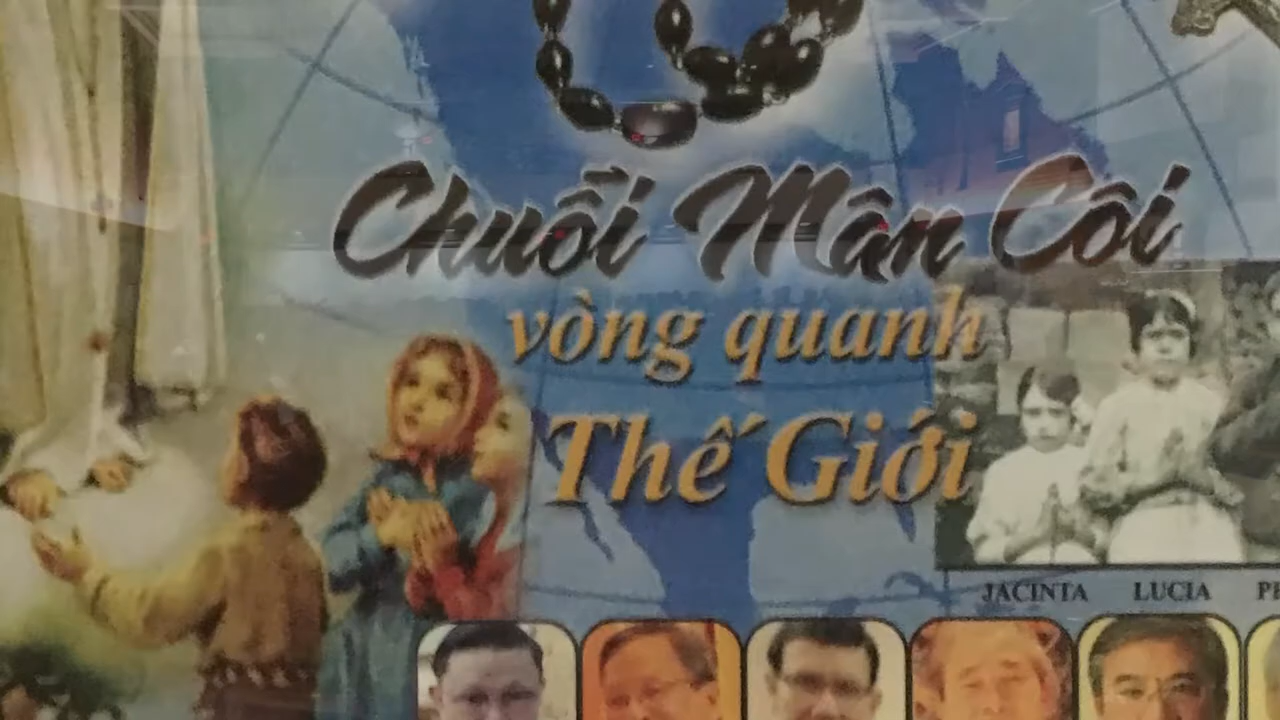 Chuỗi Mân Côi
vòng quanh
Thế Giới
JACINTA LUCIA